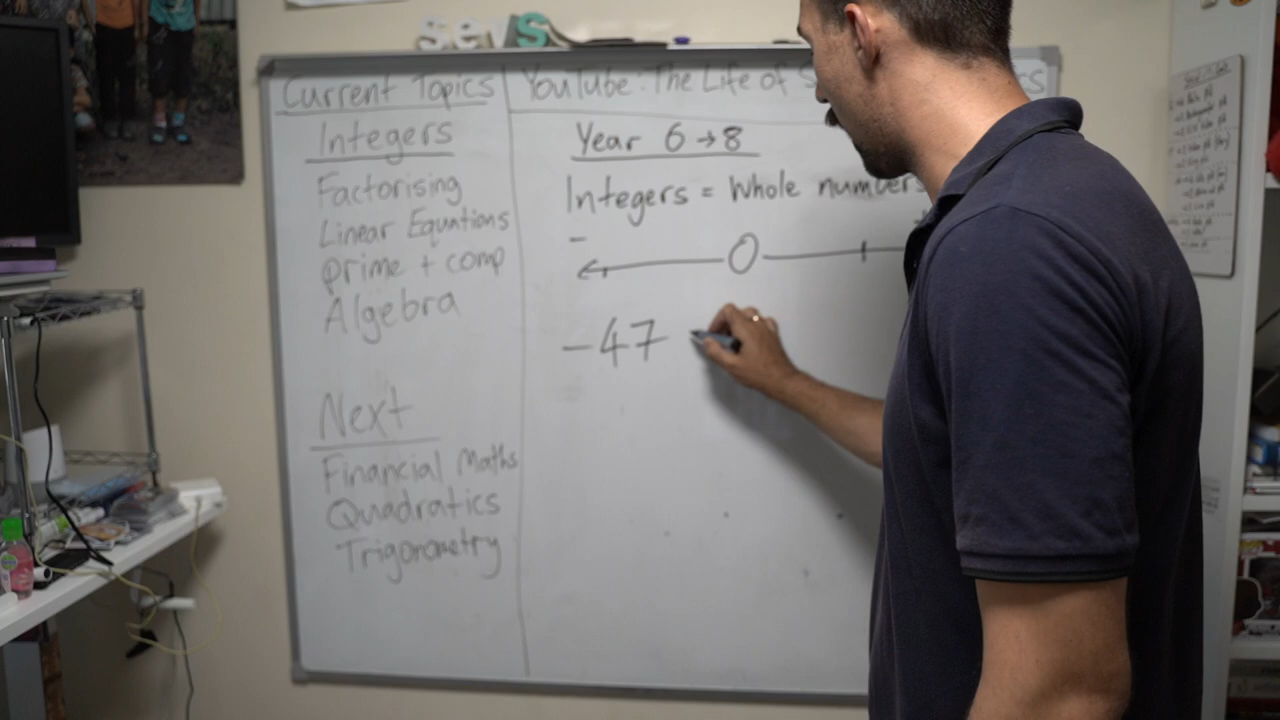 sevs
Current Topics
Integers
Factorising
Linear Equations
prime + comp
Algebra
Next
Financial Maths
Quadratics
Trigonometry
YouTube: The Life of S
Year 6 → 8
Integers = Whole numbers
-
0
-47